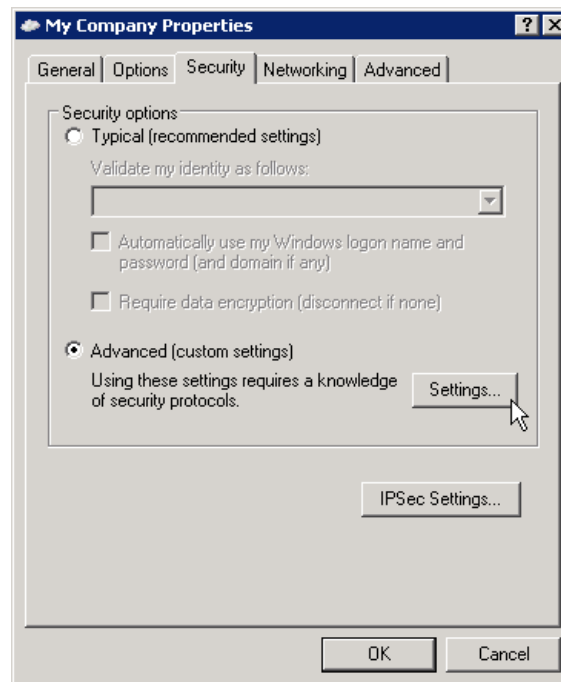 My Company Properties
General Options Security Networking Advanced
Security options
Typical (recommended settings)
Validate my identity as follows:
Automatically use my Windows logon name and
password (and domain if any)
Require data encryption (disconnect if none)
Advanced (custom settings)
Using these settings requires a knowledge
of security protocols.
Settings...
IPSec Settings...
OK Cancel